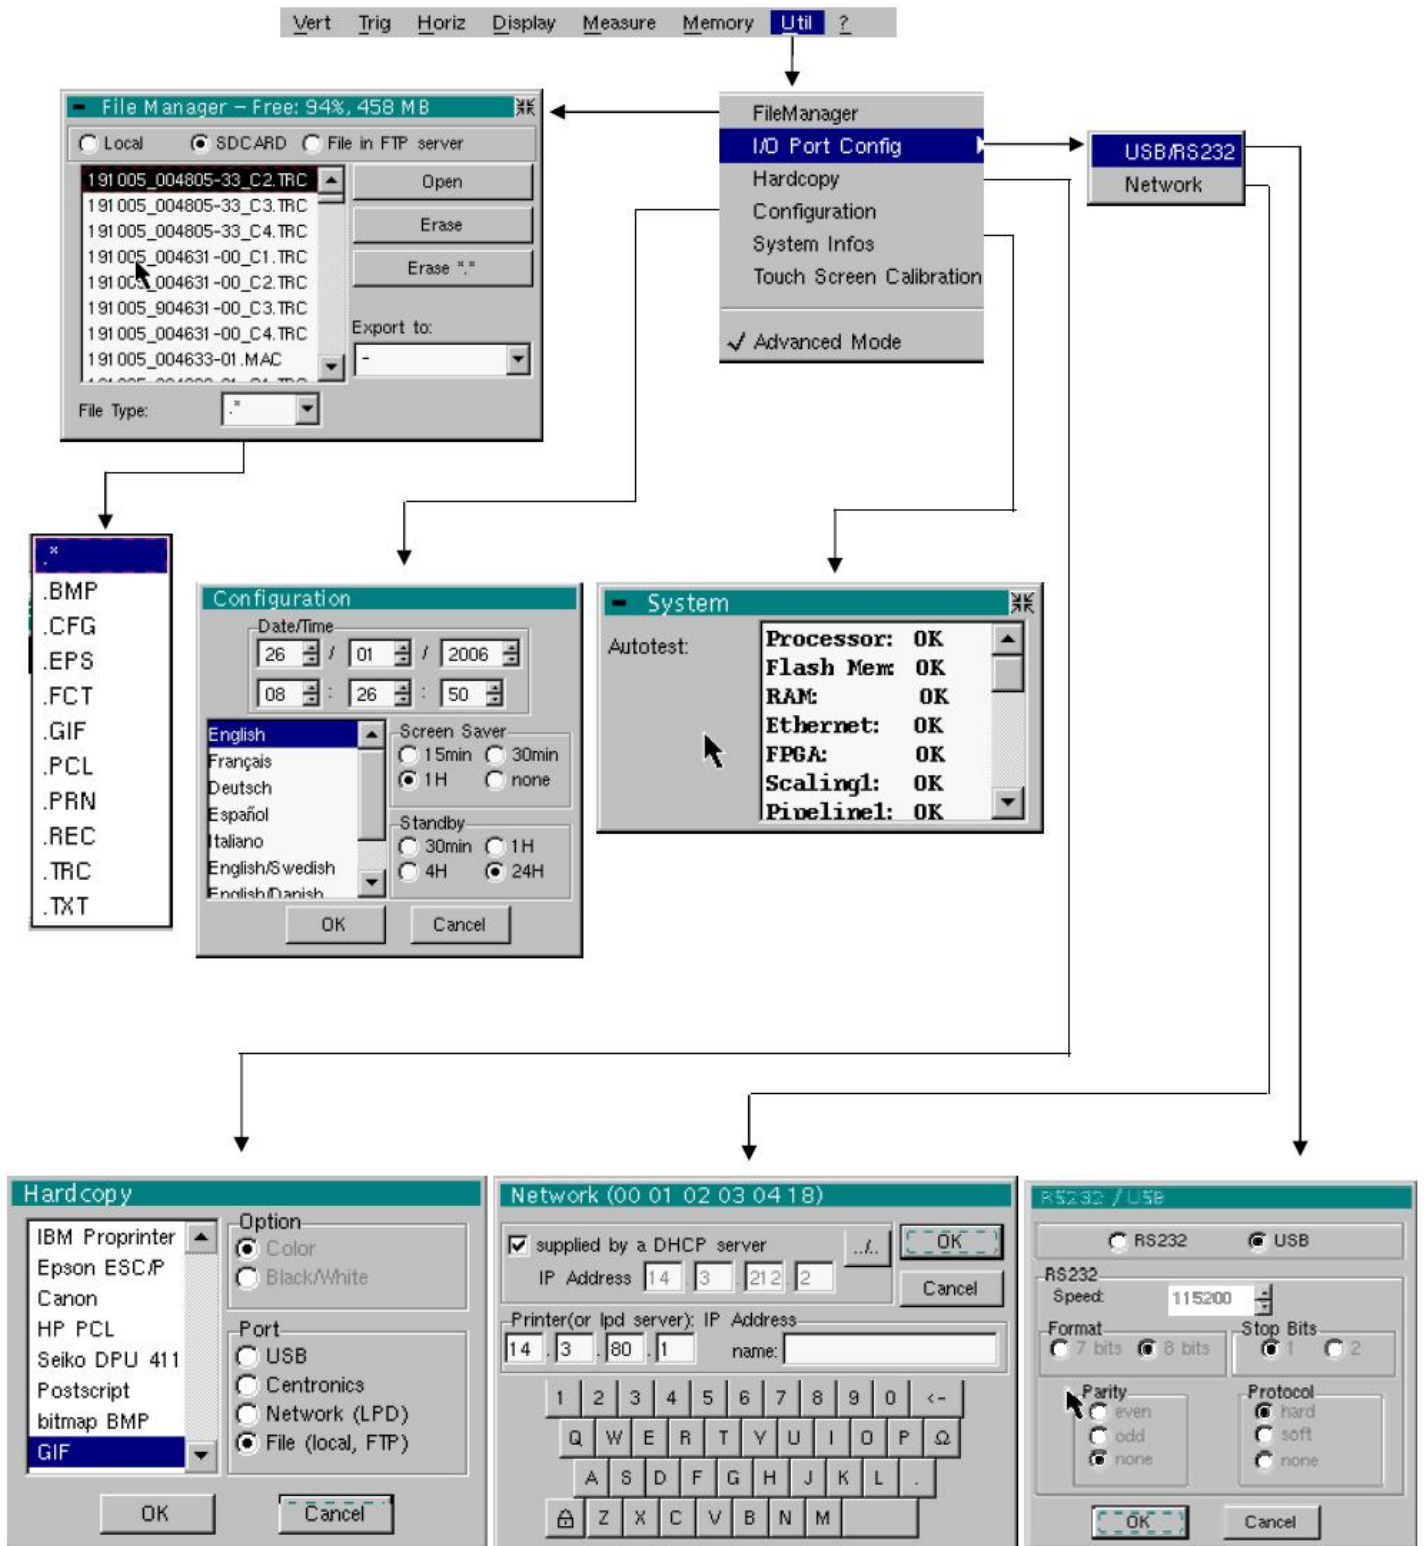 Vert Trig Horiz Display Measure Memory Util ?
File Manager – Free: 94%, 458 MB
Local SDCARD File in FTP server
191005_004805-33_C2.TRC
191005_004805-33_C3.TRC
191005_004805-33_C4.TRC
191005_004631-00_C1.TRC
191005_004631-00_C2.TRC
191005_904631-00_C3.TRC
191005_004631-00_C4.TRC
191005_004633-01.MAC
Open
Erase
Erase *.*
Export to:
-
File Type: .*
FileManager
I/O Port Config
Hardcopy
Configuration
System Infos
Touch Screen Calibration
✓ Advanced Mode
USB/RS232
Network
.*
.BMP
.CFG
.EPS
.FCT
.GIF
.PCL
.PRN
.REC
.TRC
.TXT
Configuration
Date/Time
26 / 01 / 2006
08 : 26 : 50
English
Français
Deutsch
Español
Italiano
English/Swedish
English/Danish
Screen Saver
15min 30min
1H none
Standby
30min 1H
4H 24H
OK Cancel
System
Autotest:
Processor: OK
Flash Mem: OK
RAM: OK
Ethernet: OK
FPGA: OK
Scaling1: OK
Pipeline1: OK
Hardcopy
IBM Proprinter
Epson ESC/P
Canon
HP PCL
Seiko DPU 411
Postscript
bitmap BMP
GIF
Option
Color
Black/White
Port
USB
Centronics
Network (LPD)
File (local, FTP)
OK Cancel
Network (00 01 02 03 04 18)
supplied by a DHCP server ../..
IP Address 14 . 3 . 212 . 2
OK
Cancel
Printer(or lpd server): IP Address
14 . 3 . 80 . 1 name:
1 2 3 4 5 6 7 8 9 0 <-
Q W E R T Y U I O P Ω
A S D F G H J K L .
Z X C V B N M
RS232 / USB
RS232 USB
RS232
Speed: 115200
Format
7 bits 8 bits
Stop Bits
1 2
Parity
even
odd
none
Protocol
hard
soft
none
OK Cancel